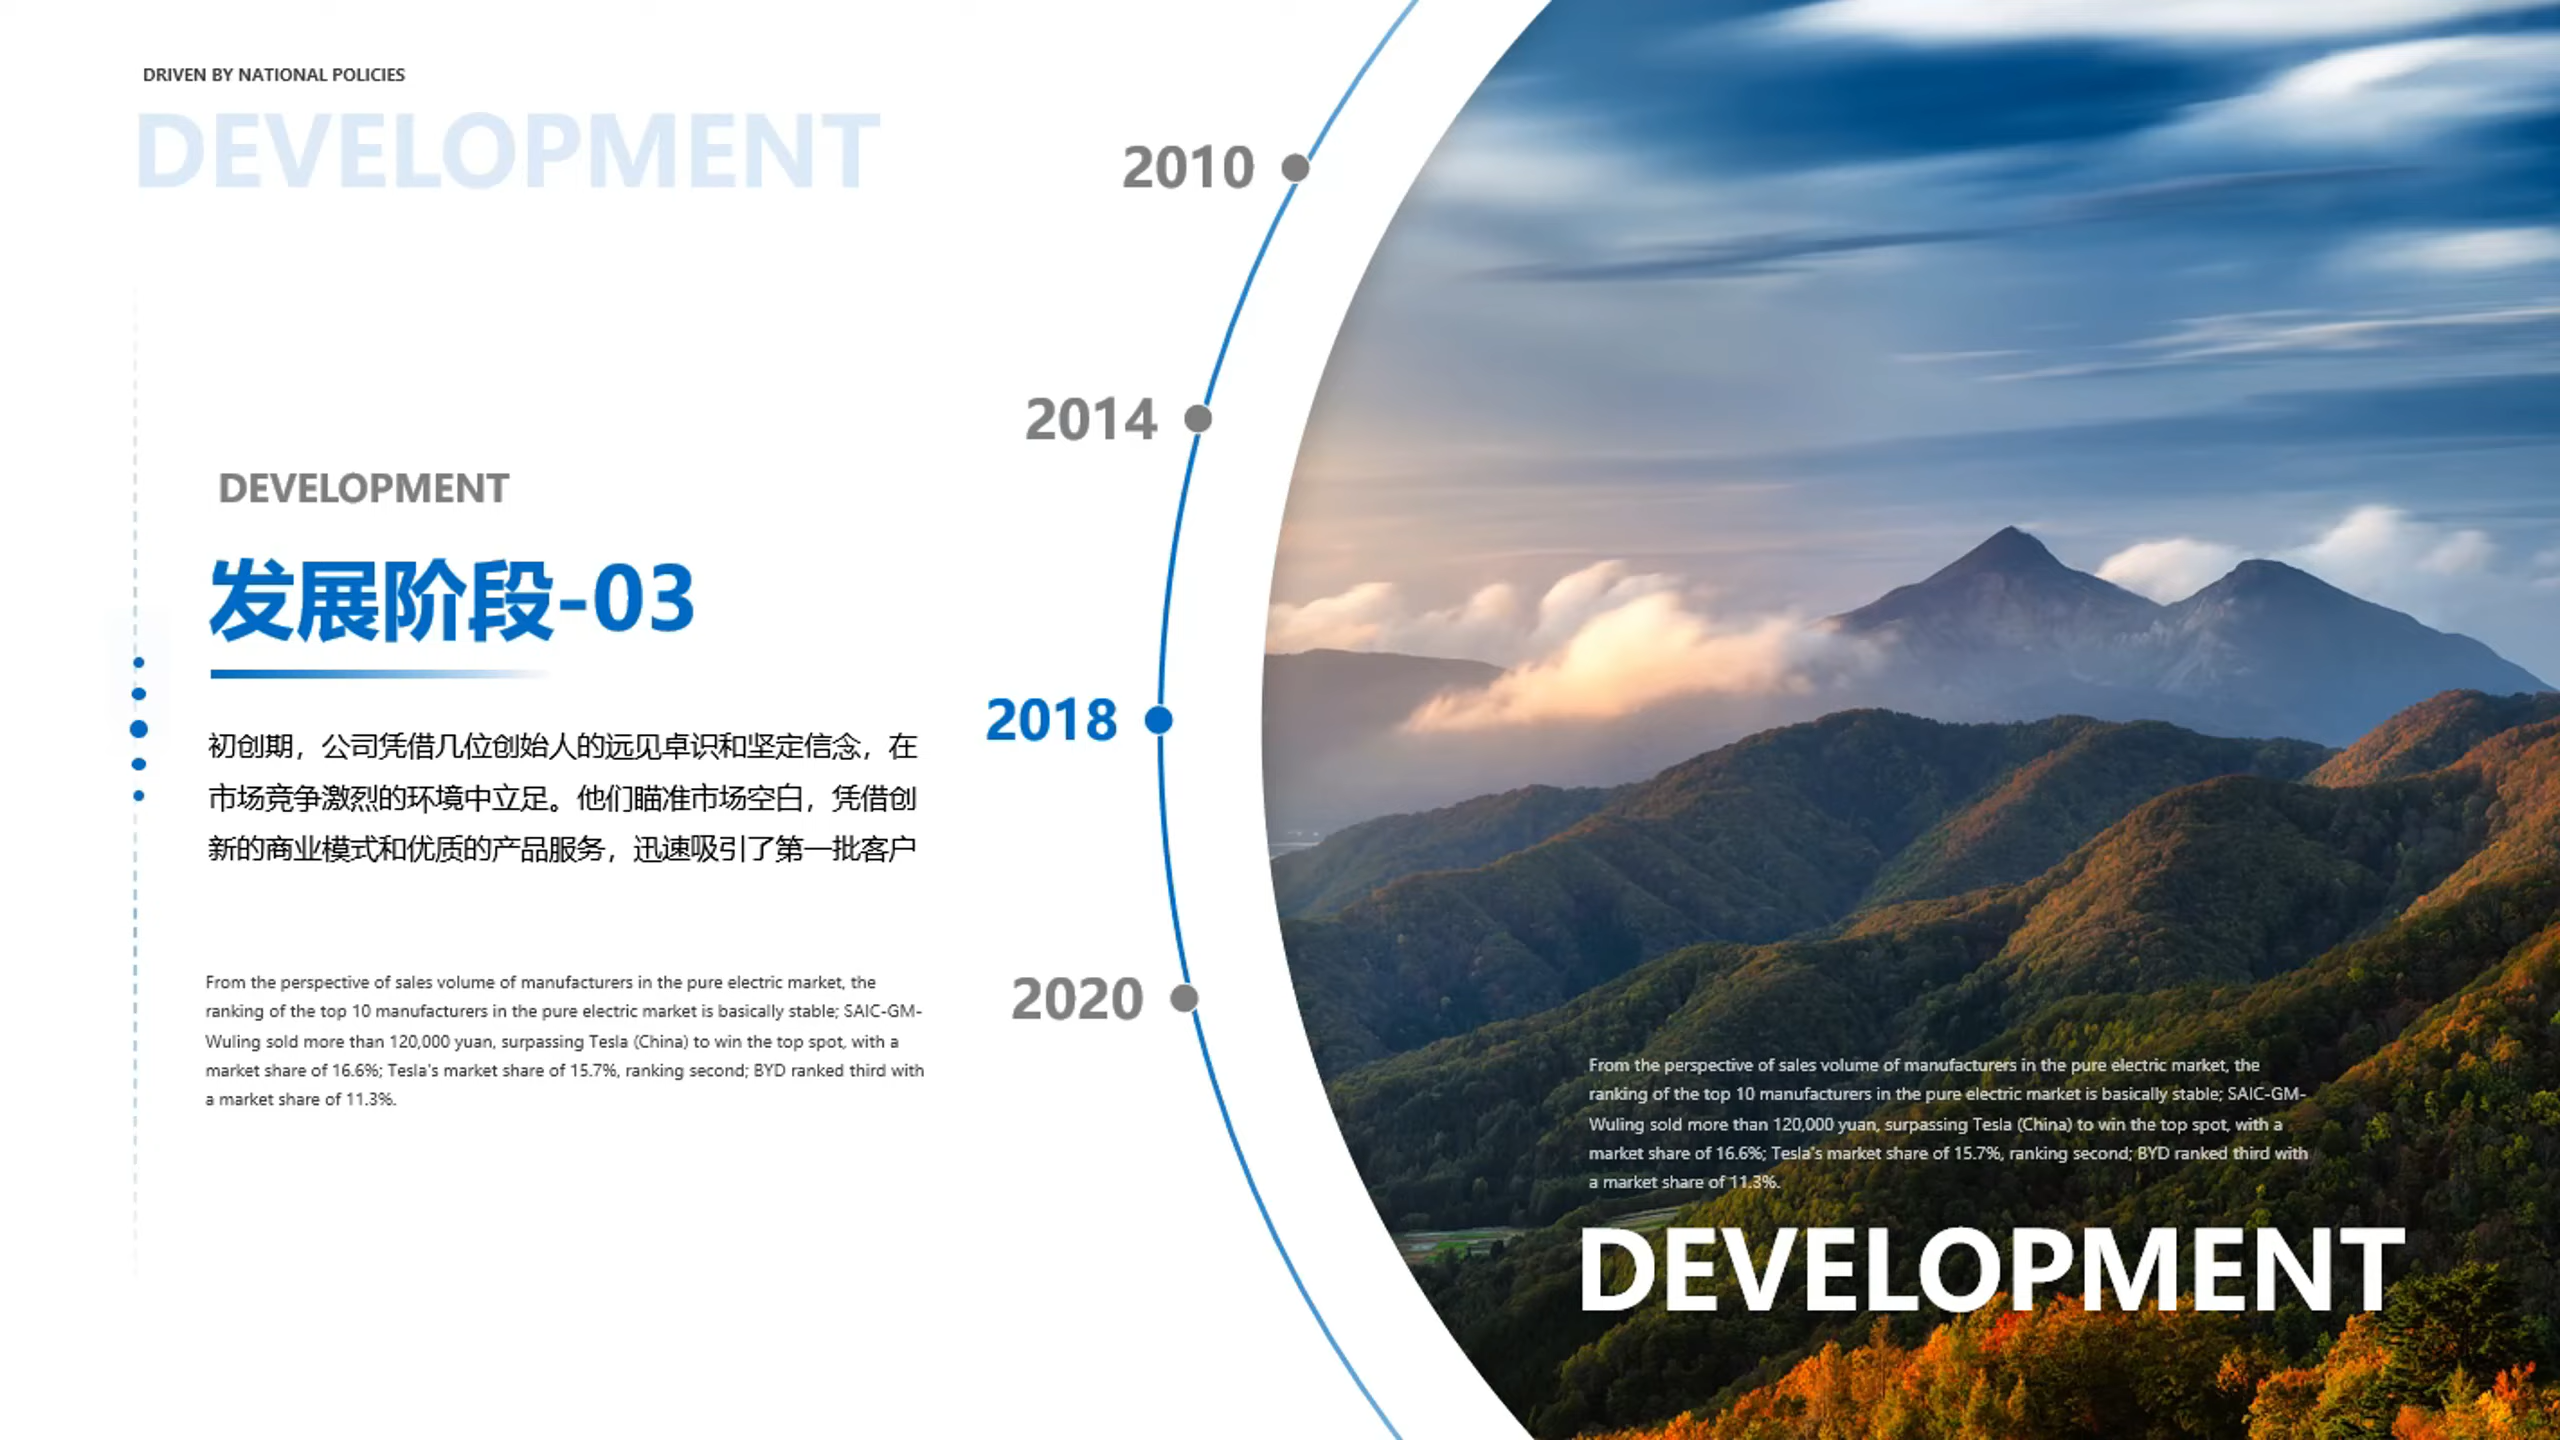 DRIVEN BY NATIONAL POLICIES
DEVELOPMENT
DEVELOPMENT
发展阶段-03
初创期，公司凭借几位创始人的远见卓识和坚定信念，在
市场竞争激烈的环境中立足。他们瞄准市场空白，凭借创
新的商业模式和优质的产品服务，迅速吸引了第一批客户
From the perspective of sales volume of manufacturers in the pure electric market, the
ranking of the top 10 manufacturers in the pure electric market is basically stable; SAIC-GM-
Wuling sold more than 120,000 yuan, surpassing Tesla (China) to win the top spot, with a
market share of 16.6%; Tesla's market share of 15.7%, ranking second; BYD ranked third with
a market share of 11.3%.
2010
2014
2018
2020
From the perspective of sales volume of manufacturers in the pure electric market, the
ranking of the top 10 manufacturers in the pure electric market is basically stable; SAIC-GM-
Wuling sold more than 120,000 yuan, surpassing Tesla (China) to win the top spot, with a
market share of 16.6%; Tesla's market share of 15.7%, ranking second; BYD ranked third with
a market share of 11.3%.
DEVELOPMENT